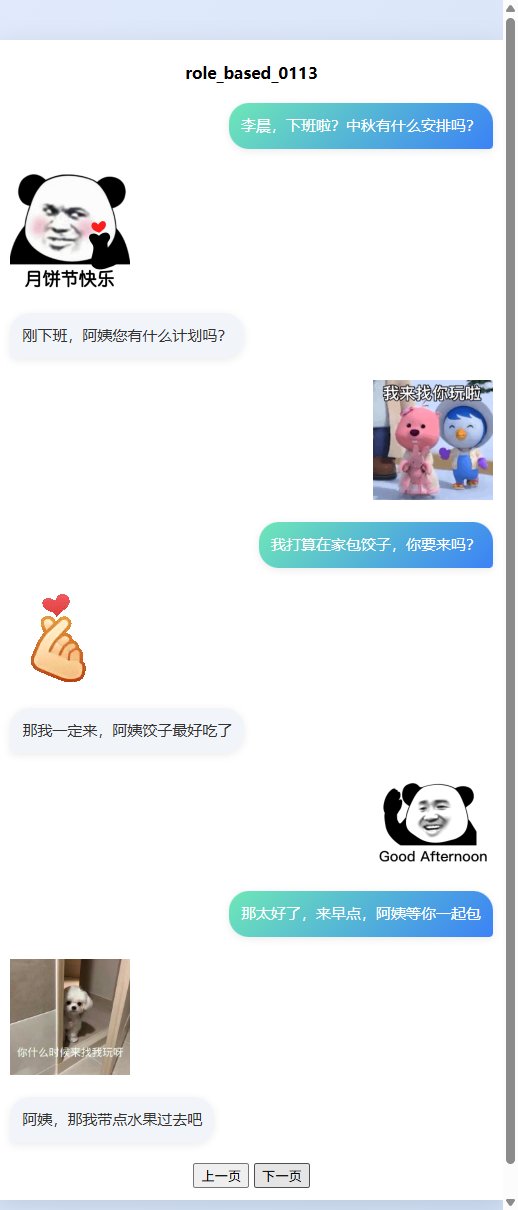 role_based_0113
李晨，下班啦？中秋有什么安排吗？
月饼节快乐
刚下班，阿姨您有什么计划吗？
我来找你玩啦
我打算在家包饺子，你要来吗？
那我一定来，阿姨饺子最好吃了
Good Afternoon
那太好了，来早点，阿姨等你一起包
你什么时候来找我玩呀
阿姨，那我带点水果过去吧
上一页 下一页